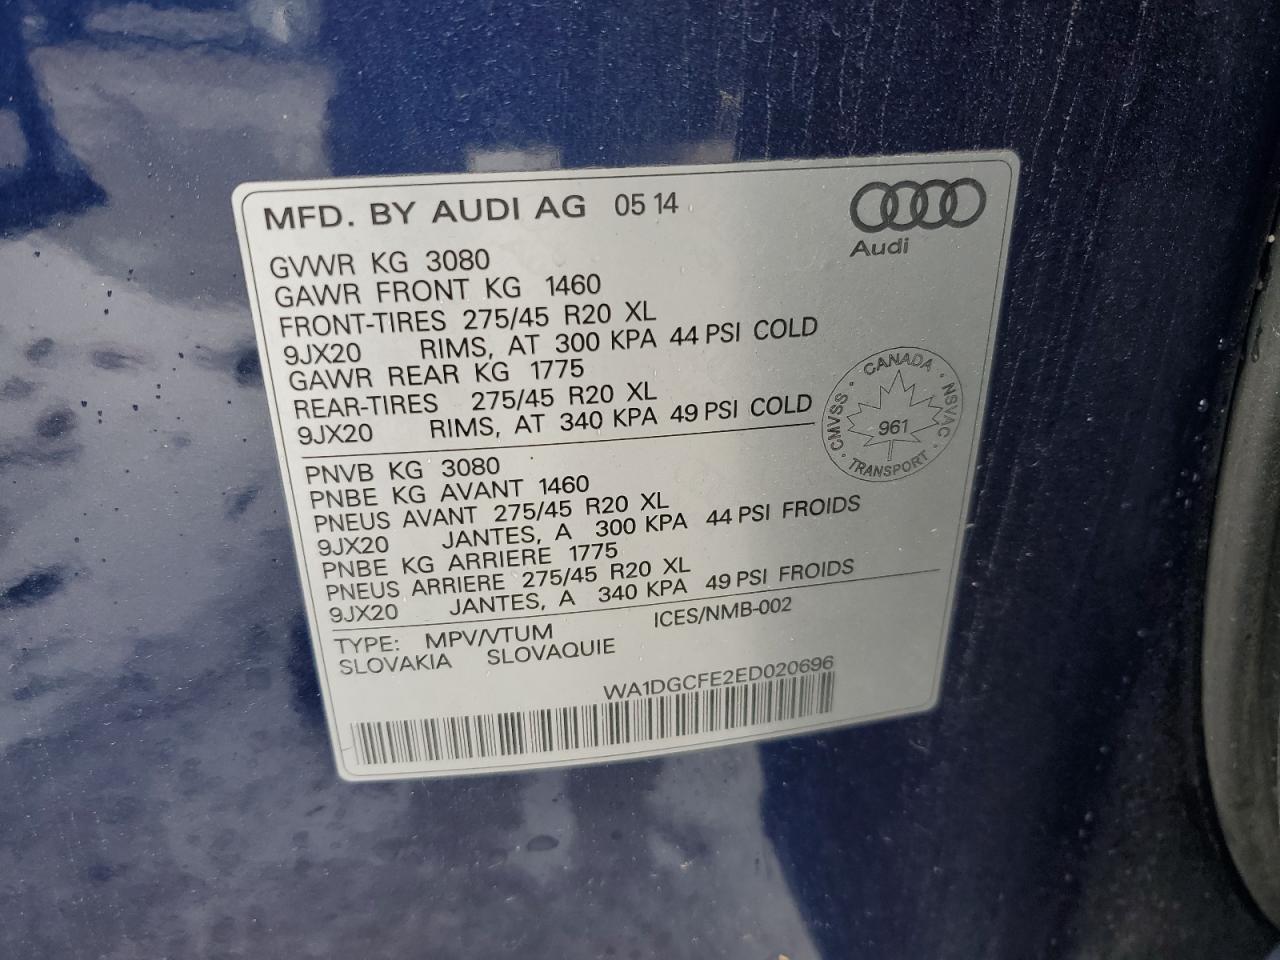 MFD. BY AUDI AG 05 14
Audi
GVWR KG 3080
GAWR FRONT KG 1460
FRONT-TIRES 275/45 R20 XL
9JX20 RIMS, AT 300 KPA 44 PSI COLD
GAWR REAR KG 1775
REAR-TIRES 275/45 R20 XL
9JX20 RIMS, AT 340 KPA 49 PSI COLD
CANADA · NSVAC · TRANSPORT · CMVSS ·
961
PNVB KG 3080
PNBE KG AVANT 1460
PNEUS AVANT 275/45 R20 XL
9JX20 JANTES, A 300 KPA 44 PSI FROIDS
PNBE KG ARRIERE 1775
PNEUS ARRIERE 275/45 R20 XL
9JX20 JANTES, A 340 KPA 49 PSI FROIDS
TYPE: MPV/VTUM ICES/NMB-002
SLOVAKIA SLOVAQUIE
WA1DGCFE2ED020696